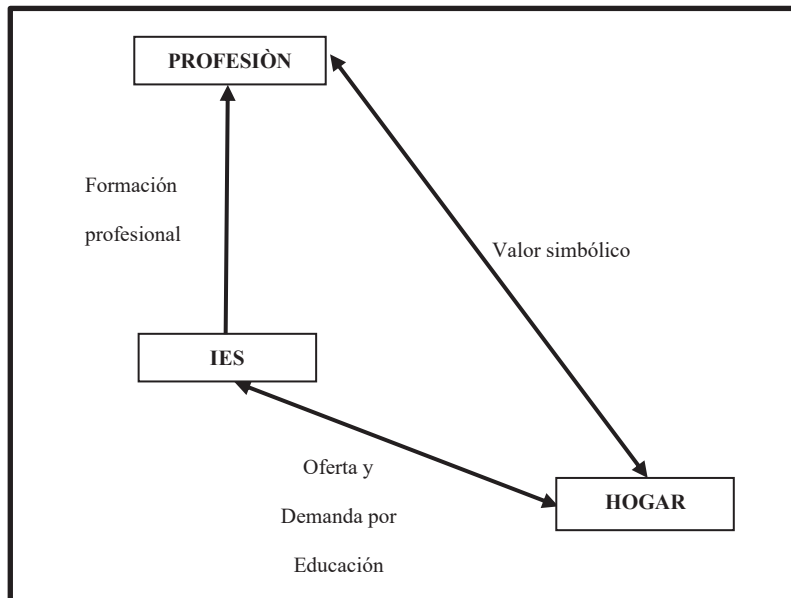 PROFESIÒN
Formación
profesional
Valor simbólico
IES
Oferta y
HOGAR
Demanda por
Educación